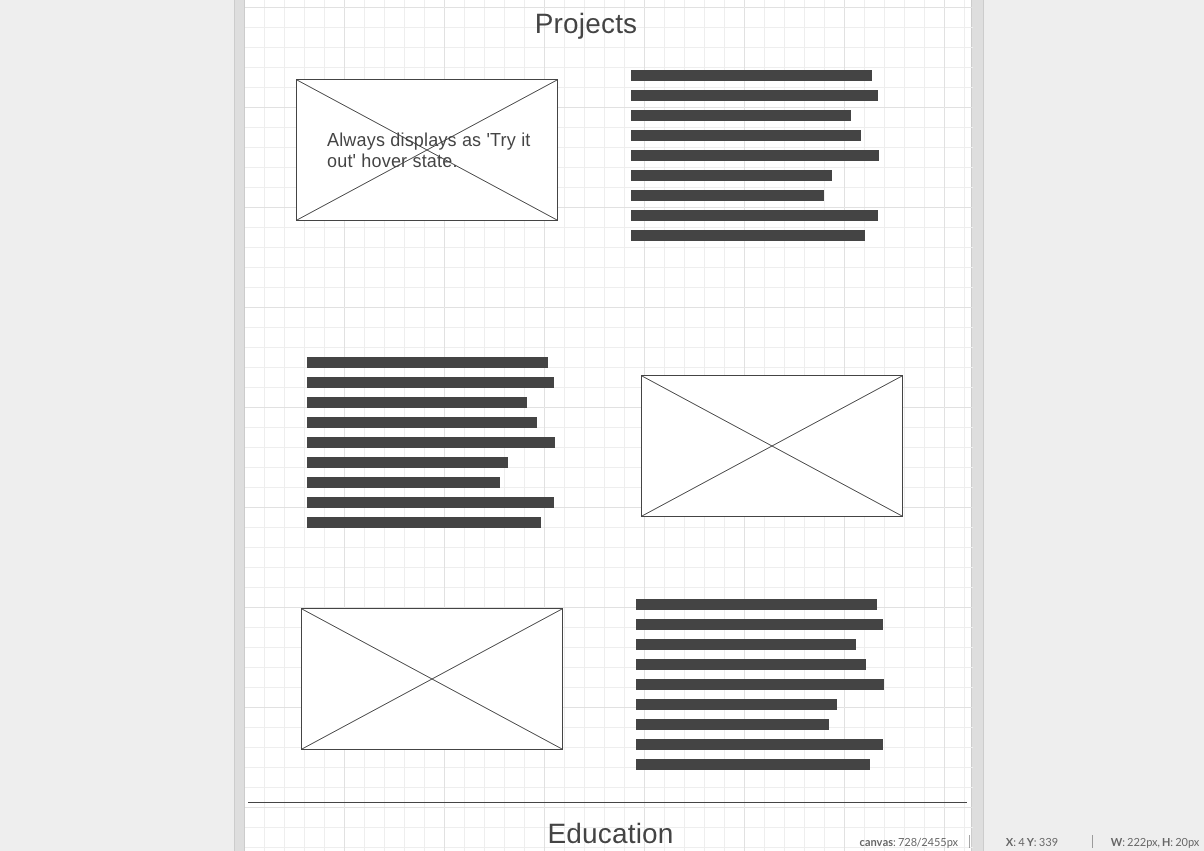 Projects
Always displays as 'Try it
out' hover state.
Education
canvas: 728/2455px
X: 4 Y: 339
W: 222px, H: 20px